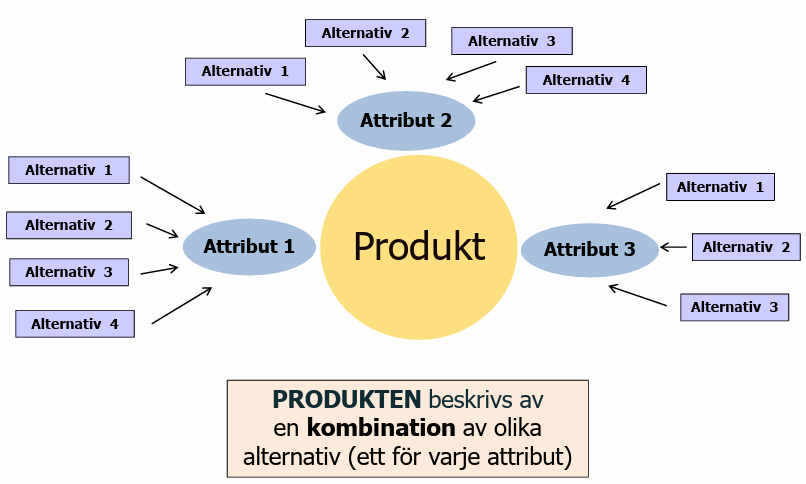 Alternativ 2
Alternativ 3
Alternativ 1
Alternativ 4
Attribut 2
Alternativ 1
Alternativ 2
Alternativ 3
Alternativ 4
Attribut 1
Produkt
Attribut 3
Alternativ 1
Alternativ 2
Alternativ 3
PRODUKTEN beskrivs av
en kombination av olika
alternativ (ett för varje attribut)